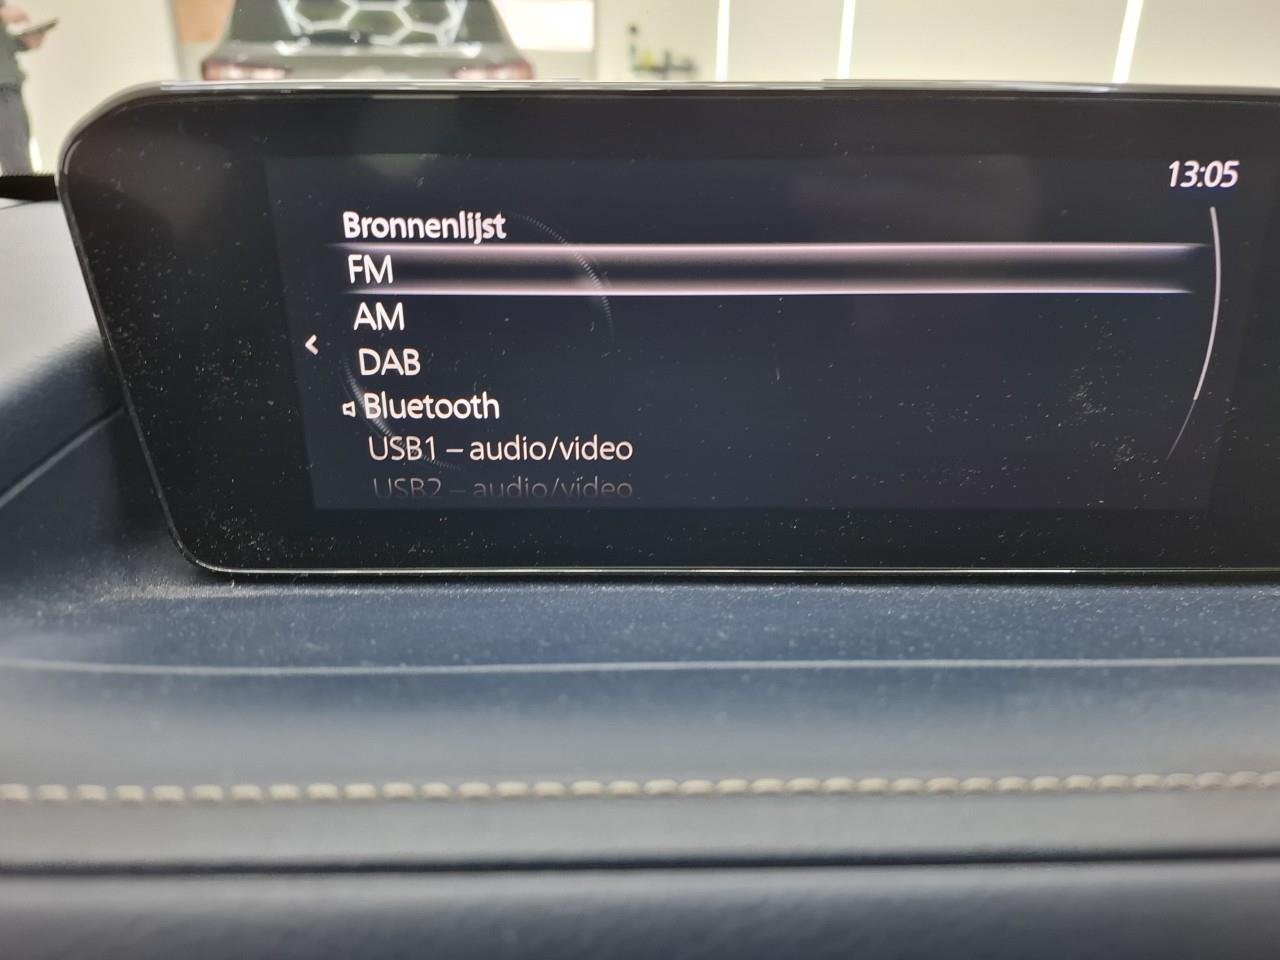 13:05
Bronnenlijst
FM
AM
DAB
Bluetooth
USB1 – audio/video
USB2 – audio/video